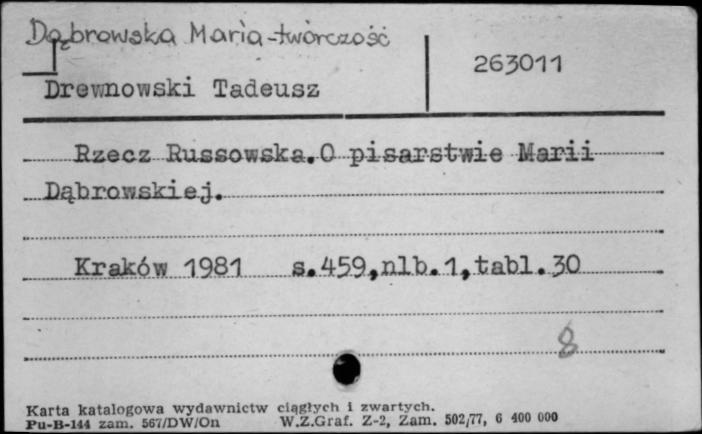 Dąbrowska Maria - twórczość
263011
Drewnowski Tadeusz
Rzecz Russowska. O pisarstwie Marii
Dąbrowskiej.
Kraków 1981 s.459,nlb.1,tabl.30
8
Karta katalogowa wydawnictw ciągłych i zwartych.
Pu-B-144 zam. 567/DW/On W.Z.Graf. Z-2, Zam. 502/77, 6 400 000